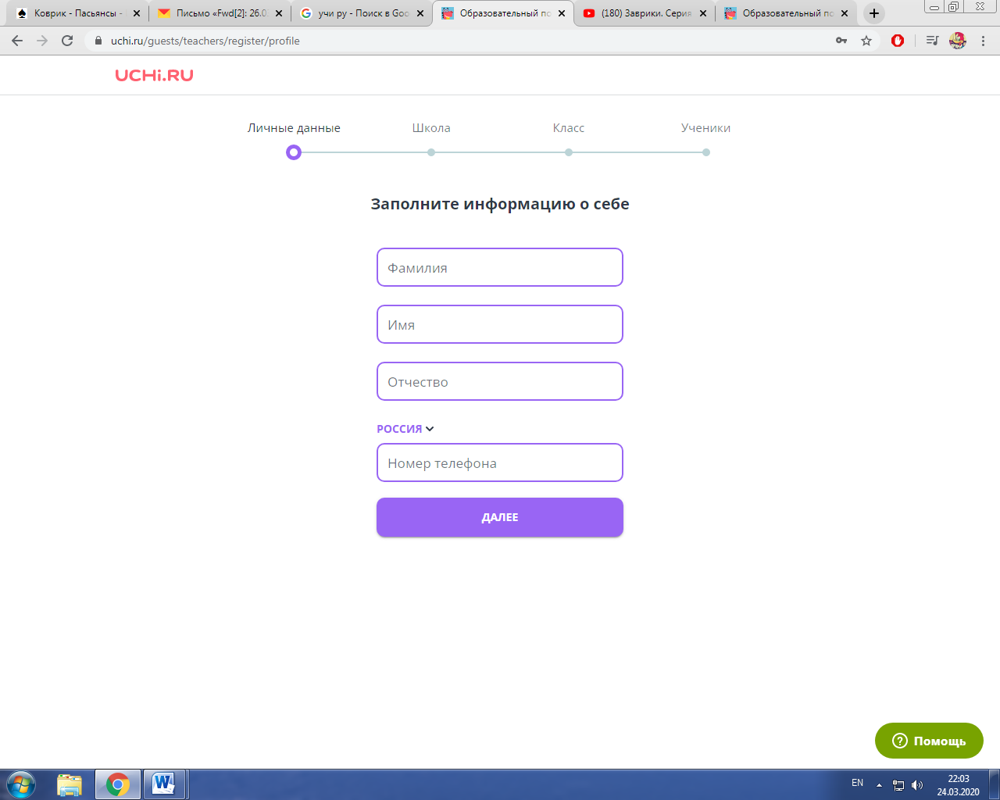 Коврик - Пасьянсы -
Письмо «Fwd[2]: 26.0
учи ру - Поиск в Goo
Образовательный по
(180) Заврики. Серия
Образовательный по
uchi.ru/guests/teachers/register/profile
UCHi.RU
Личные данные
Школа
Класс
Ученики
Заполните информацию о себе
Фамилия
Имя
Отчество
РОССИЯ
Номер телефона
ДАЛЕЕ
Помощь
EN
22:03
24.03.2020